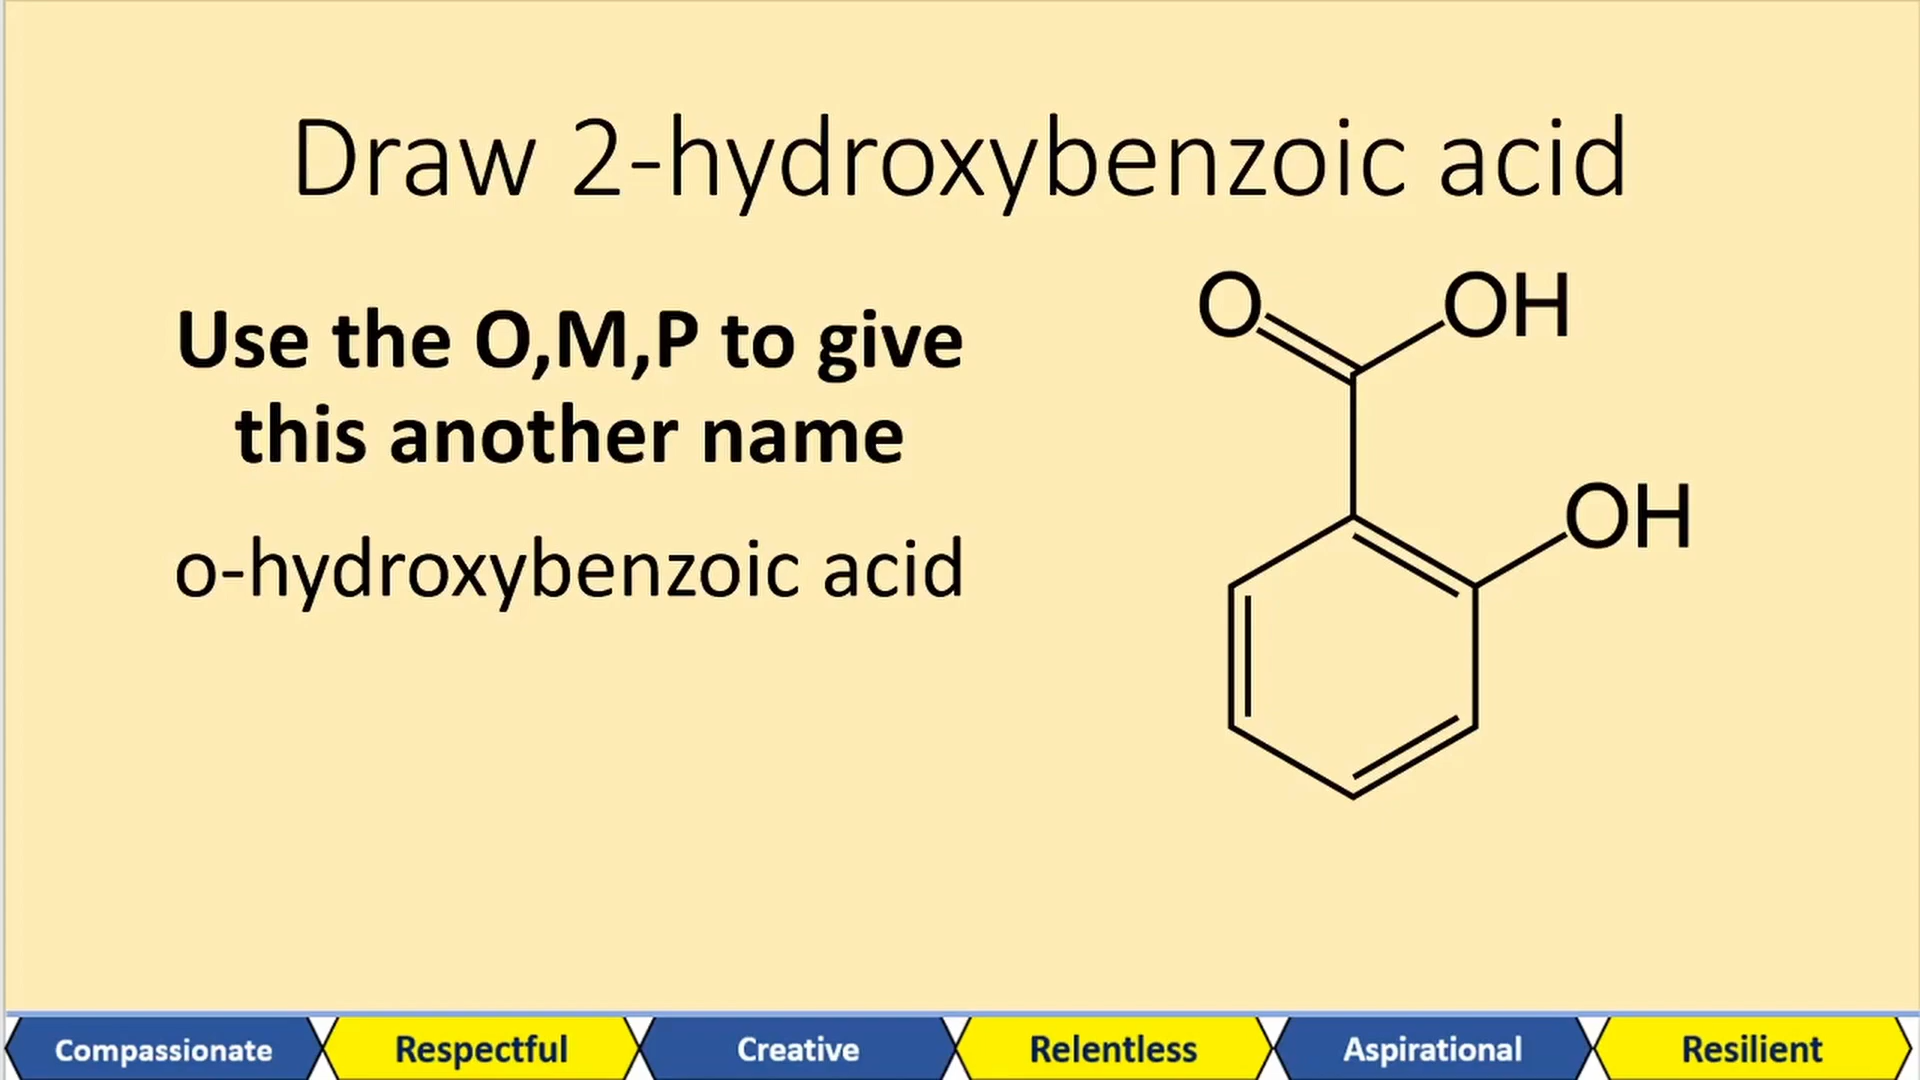 Draw 2-hydroxybenzoic acid
Use the O,M,P to give
this another name
o-hydroxybenzoic acid
O
OH
OH
Compassionate
Respectful
Creative
Relentless
Aspirational
Resilient